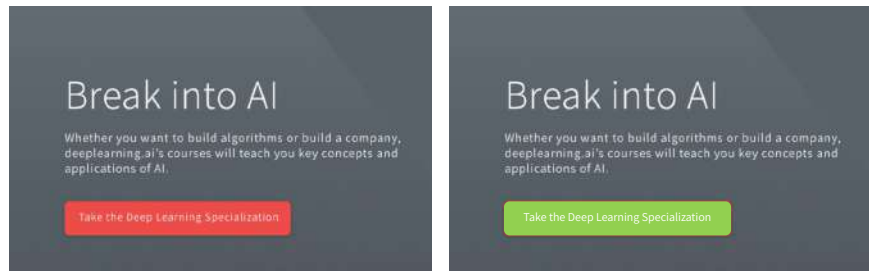 Break into AI
Whether you want to build algorithms or build a company,
deeplearning.ai's courses will teach you key concepts and
applications of AI.
Take the Deep Learning Specialization
Break into AI
Whether you want to build algorithms or build a company,
deeplearning.ai's courses will teach you key concepts and
applications of AI.
Take the Deep Learning Specialization